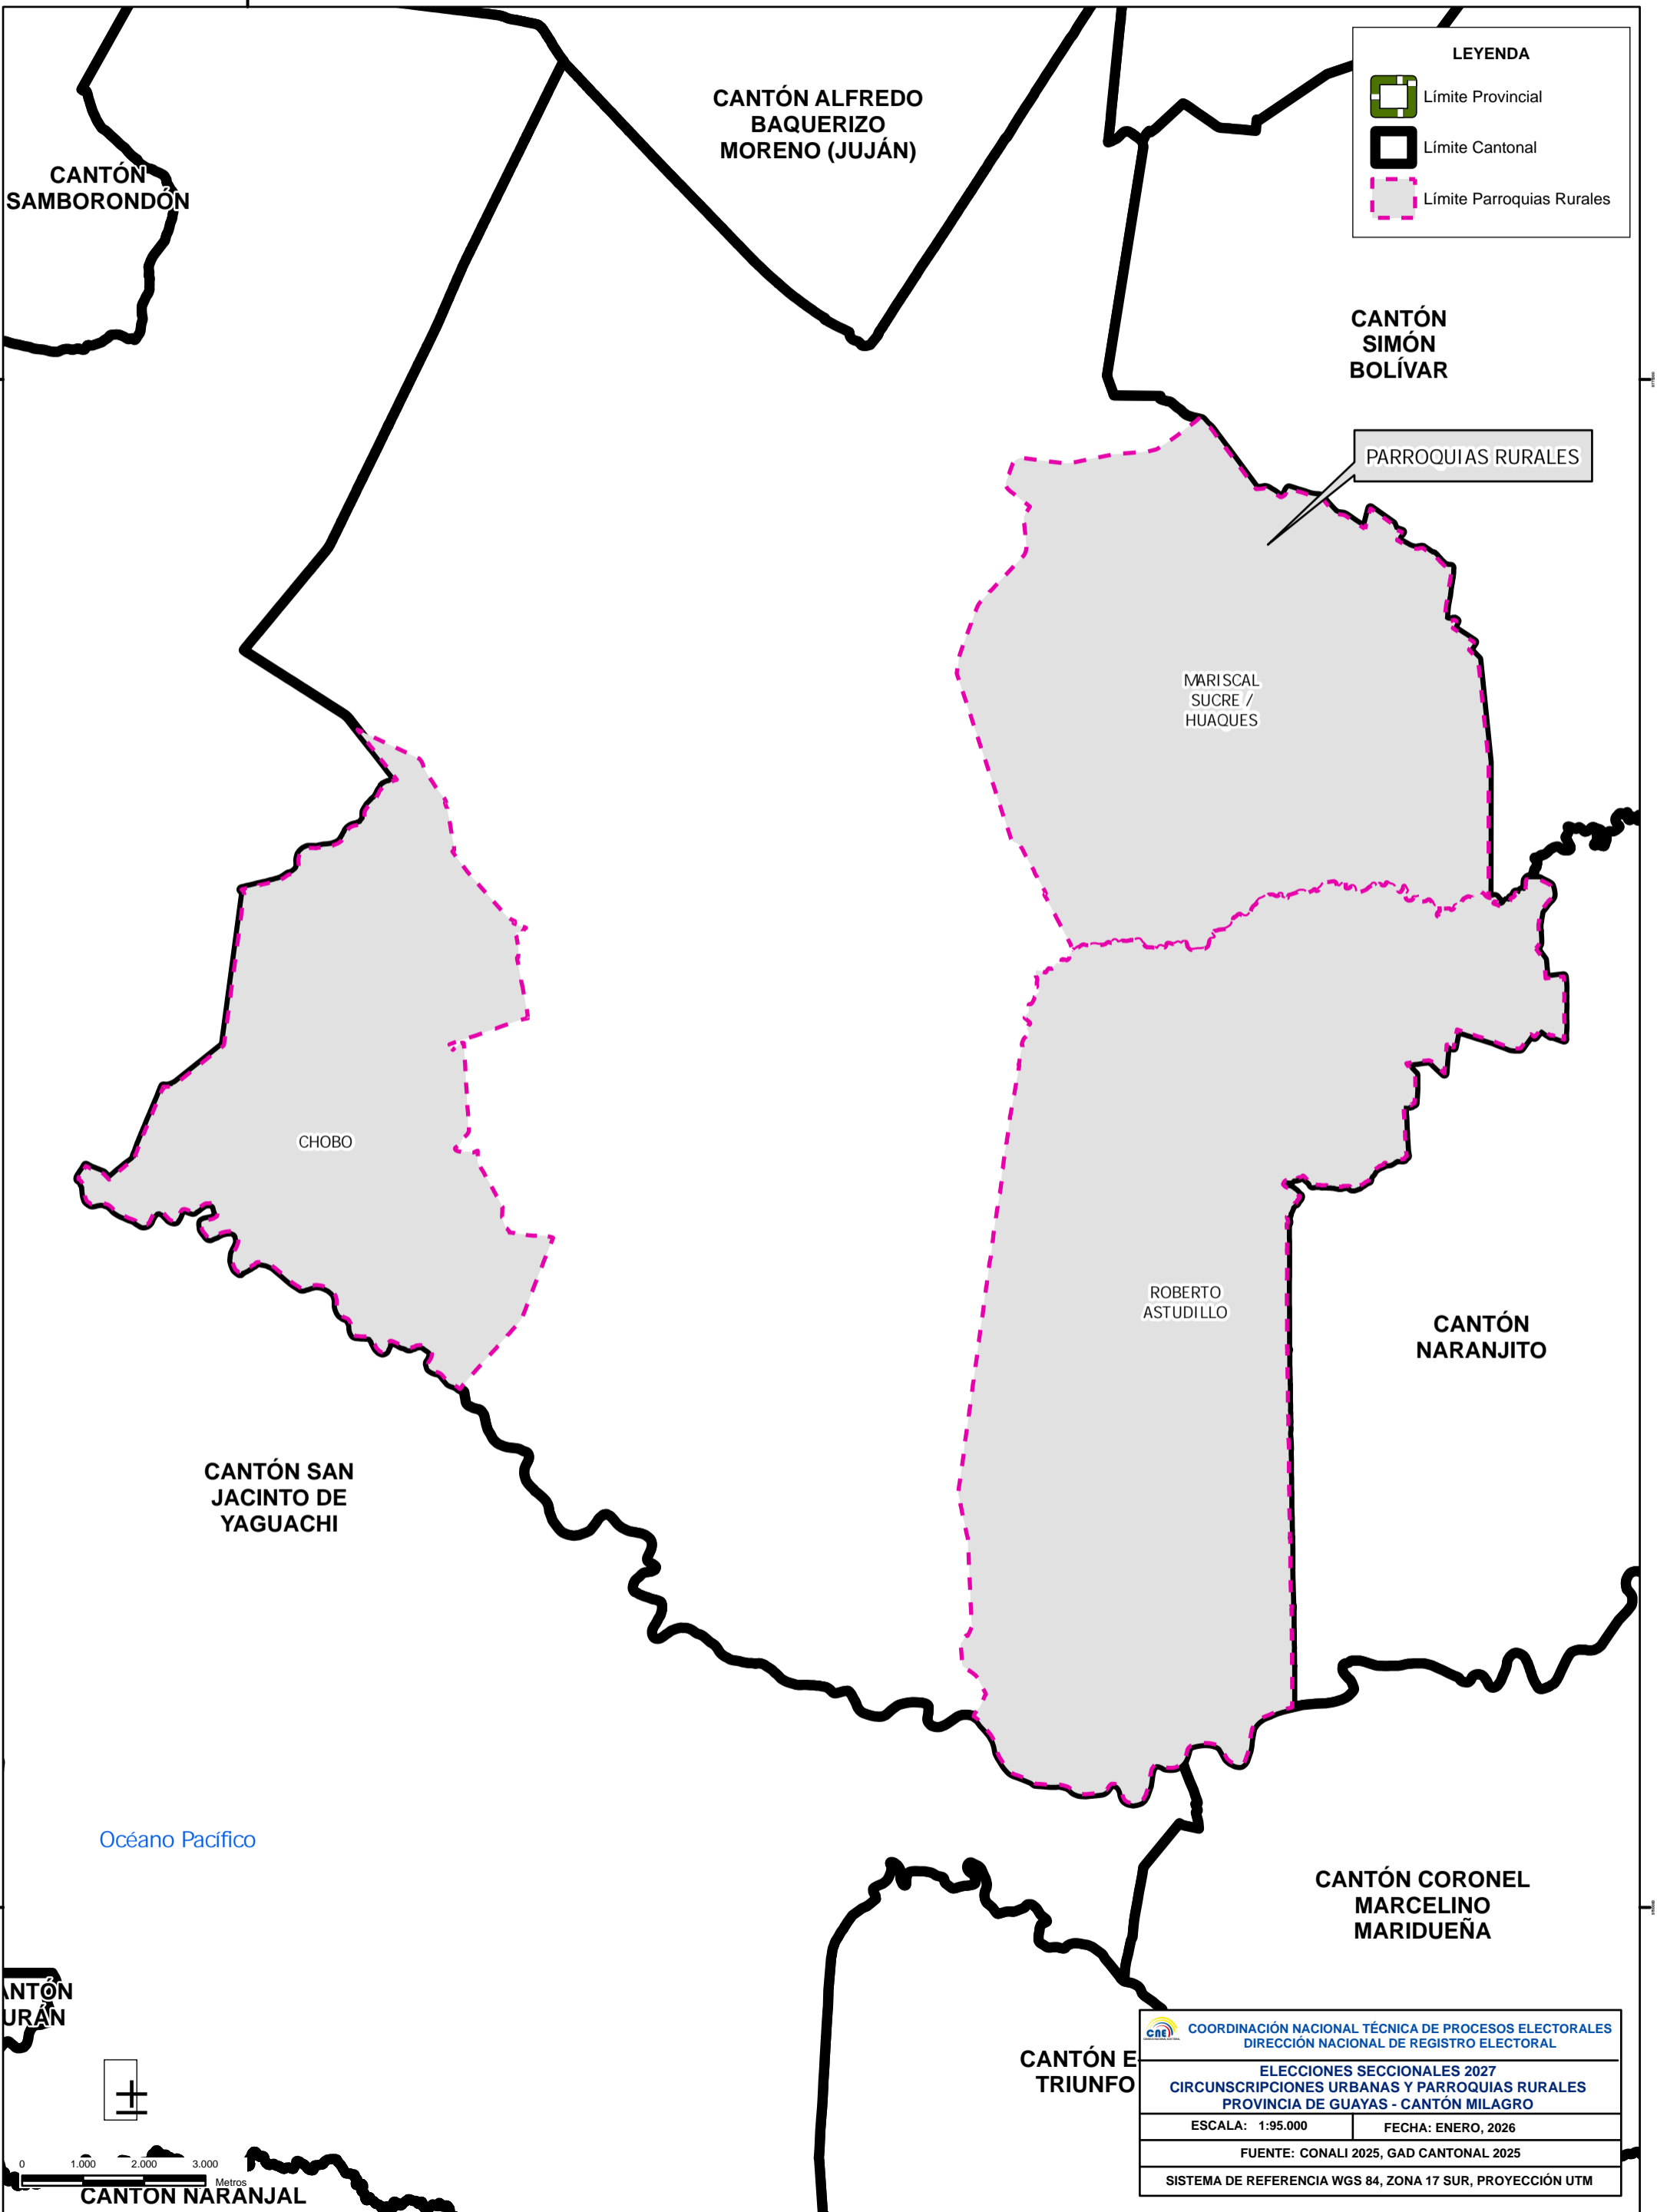 CANTÓN
SAMBORONDÓN
CANTÓN ALFREDO
BAQUERIZO
MORENO (JUJÁN)
LEYENDA
Límite Provincial
Límite Cantonal
Límite Parroquias Rurales
CANTÓN
SIMÓN
BOLÍVAR
PARROQUIAS RURALES
MARISCAL
SUCRE /
HUAQUES
CHOBO
ROBERTO
ASTUDILLO
CANTÓN
NARANJITO
CANTÓN SAN
JACINTO DE
YAGUACHI
Océano Pacífico
CANTÓN CORONEL
MARCELINO
MARIDUEÑA
ANTÓN
URÁN
CANTÓN E
TRIUNFO
CNE
COORDINACIÓN NACIONAL TÉCNICA DE PROCESOS ELECTORALES
DIRECCIÓN NACIONAL DE REGISTRO ELECTORAL
ELECCIONES SECCIONALES 2027
CIRCUNSCRIPCIONES URBANAS Y PARROQUIAS RURALES
PROVINCIA DE GUAYAS - CANTÓN MILAGRO
ESCALA: 1:95.000
FECHA: ENERO, 2026
FUENTE: CONALI 2025, GAD CANTONAL 2025
SISTEMA DE REFERENCIA WGS 84, ZONA 17 SUR, PROYECCIÓN UTM
0 1.000 2.000 3.000
Metros
CANTÓN NARANJAL